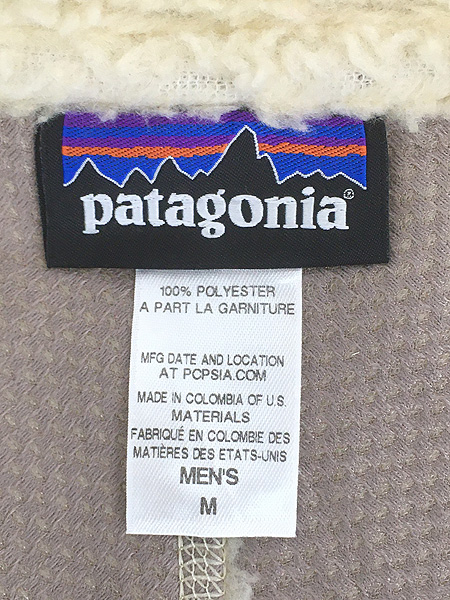 patagonia®
100% POLYESTER
A PART LA GARNITURE
MFG DATE AND LOCATION
AT PCPSIA.COM
MADE IN COLOMBIA OF U.S.
MATERIALS
FABRIQUÉ EN COLOMBIE DES
MATIÈRES DES ETATS-UNIS
MEN'S
M